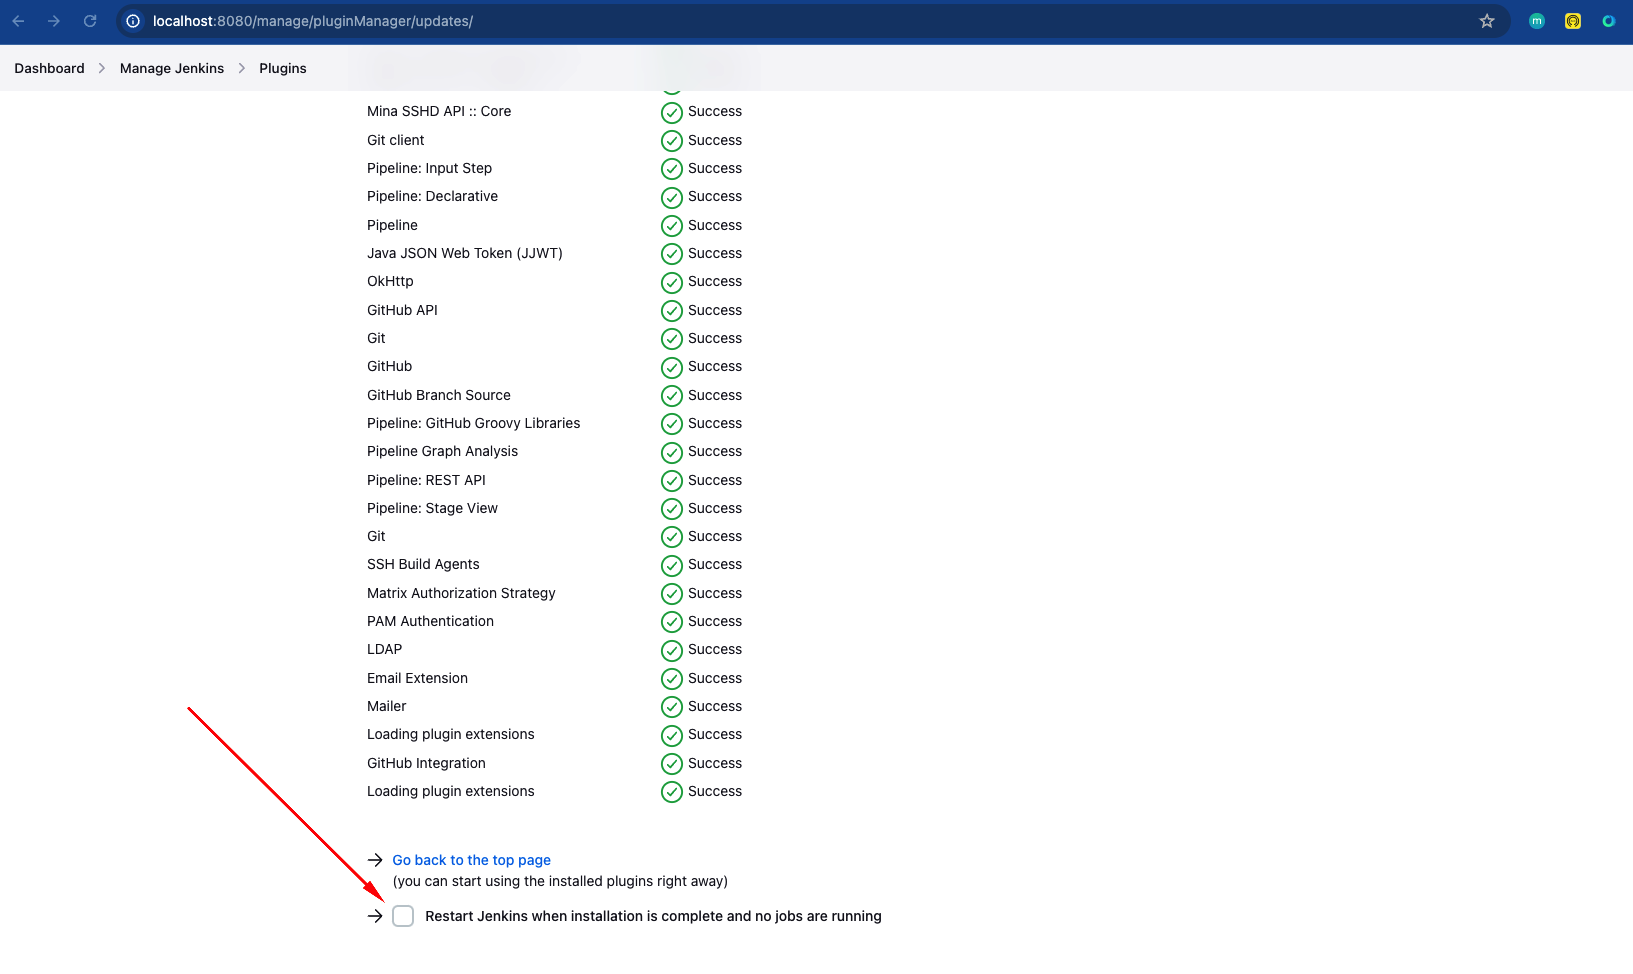 localhost:8080/manage/pluginManager/updates/
m
Dashboard > Manage Jenkins > Plugins
Mina SSHD API :: Core Success
Git client Success
Pipeline: Input Step Success
Pipeline: Declarative Success
Pipeline Success
Java JSON Web Token (JJWT) Success
OkHttp Success
GitHub API Success
Git Success
GitHub Success
GitHub Branch Source Success
Pipeline: GitHub Groovy Libraries Success
Pipeline Graph Analysis Success
Pipeline: REST API Success
Pipeline: Stage View Success
Git Success
SSH Build Agents Success
Matrix Authorization Strategy Success
PAM Authentication Success
LDAP Success
Email Extension Success
Mailer Success
Loading plugin extensions Success
GitHub Integration Success
Loading plugin extensions Success
Go back to the top page
(you can start using the installed plugins right away)
Restart Jenkins when installation is complete and no jobs are running